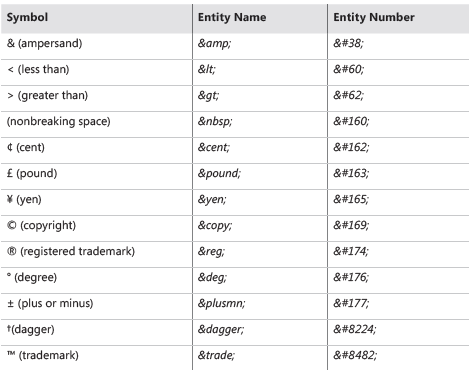 Symbol Entity Name Entity Number
& (ampersand) &amp; &#38;
< (less than) &lt; &#60;
> (greater than) &gt; &#62;
(nonbreaking space) &nbsp; &#160;
¢ (cent) &cent; &#162;
£ (pound) &pound; &#163;
¥ (yen) &yen; &#165;
© (copyright) &copy; &#169;
® (registered trademark) &reg; &#174;
° (degree) &deg; &#176;
± (plus or minus) &plusmn; &#177;
†(dagger) &dagger; &#8224;
™ (trademark) &trade; &#8482;